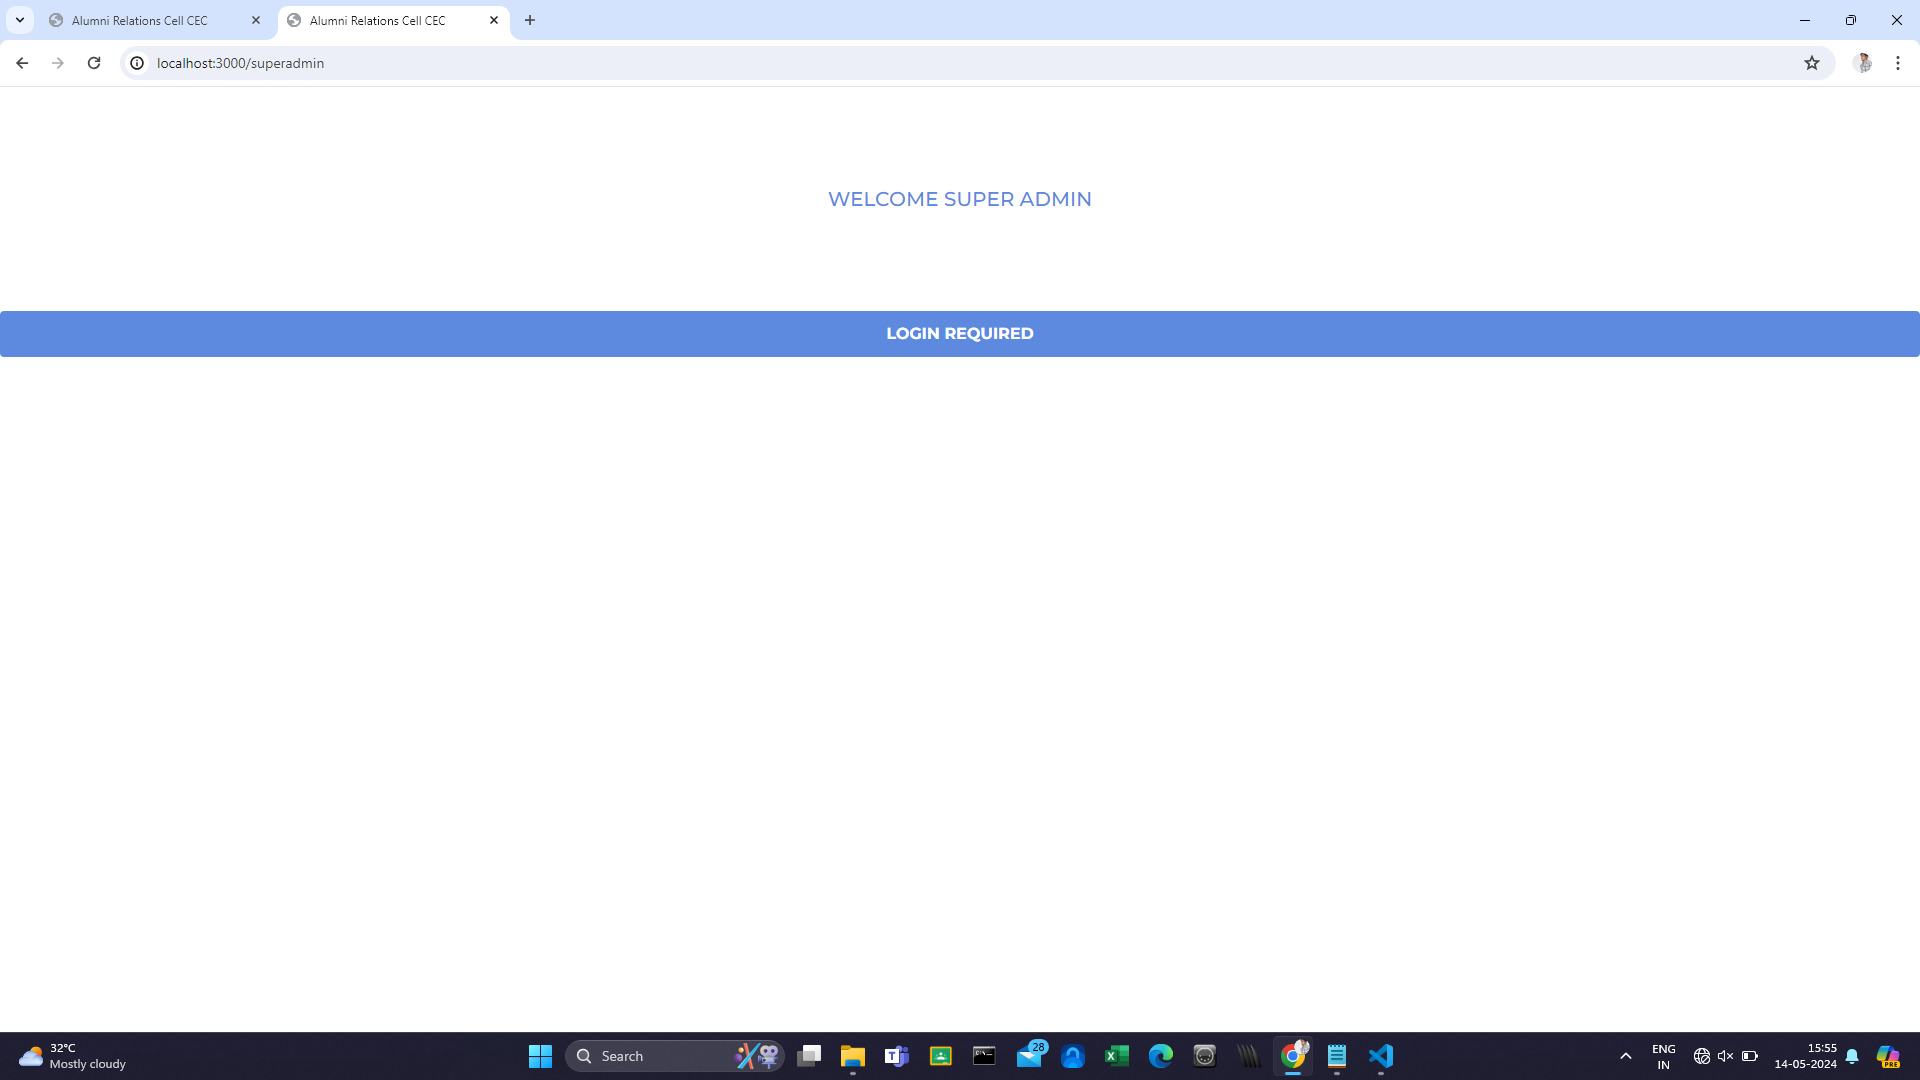 Alumni Relations Cell CEC
Alumni Relations Cell CEC
localhost:3000/superadmin
WELCOME SUPER ADMIN
LOGIN REQUIRED
32°C
Mostly cloudy
Search
28
ENG
IN
15:55
14-05-2024
PRE